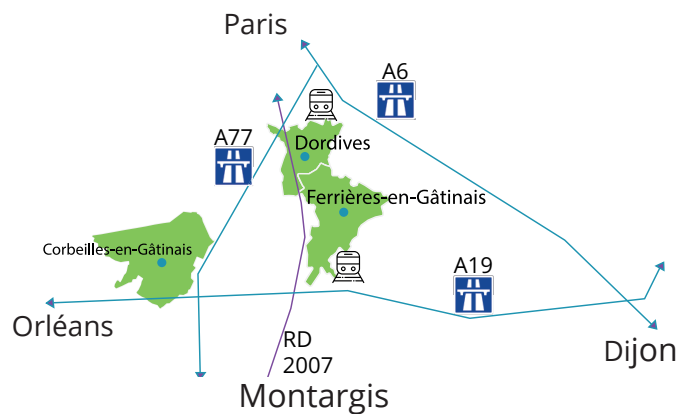 Paris
A6
A77
Dordives
Ferrières-en-Gâtinais
Corbeilles-en-Gâtinais
A19
Orléans
RD
2007
Dijon
Montargis